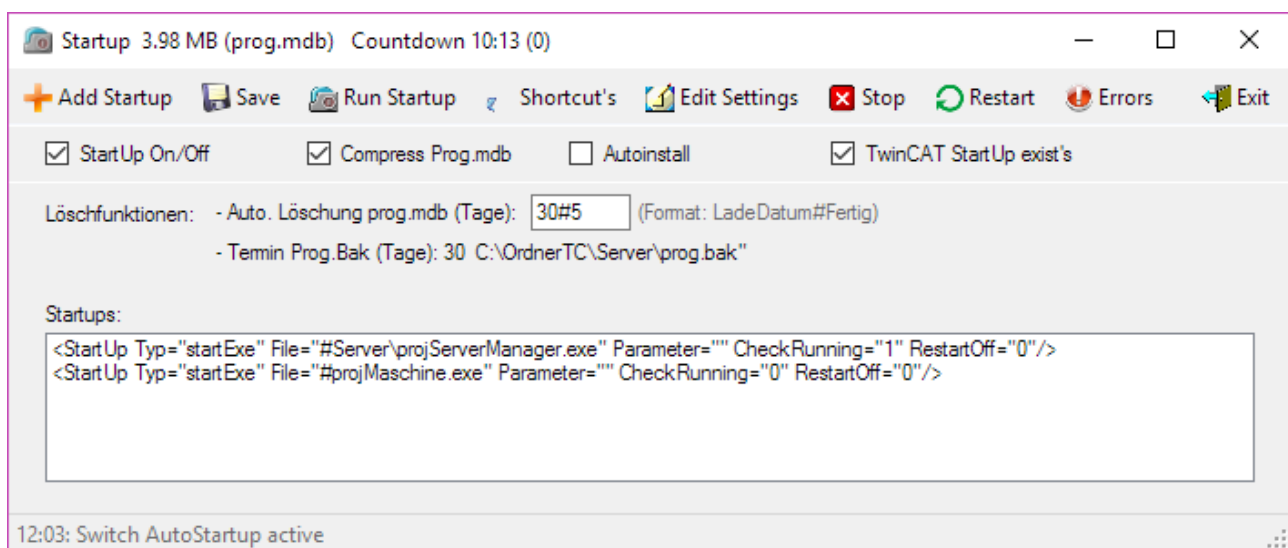 Startup 3.98 MB (prog.mdb) Countdown 10:13 (0)
Add Startup Save Run Startup Shortcut's Edit Settings Stop Restart Errors Exit
StartUp On/Off Compress Prog.mdb Autoinstall TwinCAT StartUp exist's
Löschfunktionen: - Auto. Löschung prog.mdb (Tage): 30#5 (Format: LadeDatum#Fertig)
- Termin Prog.Bak (Tage): 30 C:\OrdnerTC\Server\prog.bak"
Startups:
<StartUp Typ="startExe" File="#Server\projServerManager.exe" Parameter="" CheckRunning="1" RestartOff="0"/>
<StartUp Typ="startExe" File="#projMaschine.exe" Parameter="" CheckRunning="0" RestartOff="0"/>
12:03: Switch AutoStartup active